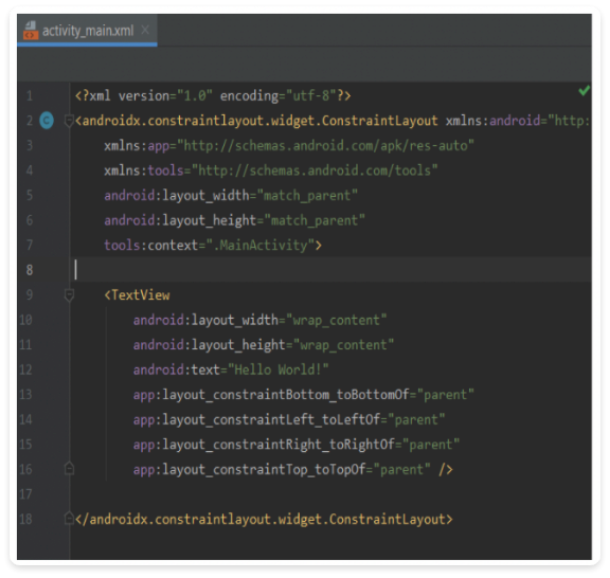 activity_main.xml
1 <?xml version="1.0" encoding="utf-8"?>
2 <androidx.constraintlayout.widget.ConstraintLayout xmlns:android="http:
3 xmlns:app="http://schemas.android.com/apk/res-auto"
4 xmlns:tools="http://schemas.android.com/tools"
5 android:layout_width="match_parent"
6 android:layout_height="match_parent"
7 tools:context=".MainActivity">
8
9 <TextView
10 android:layout_width="wrap_content"
11 android:layout_height="wrap_content"
12 android:text="Hello World!"
13 app:layout_constraintBottom_toBottomOf="parent"
14 app:layout_constraintLeft_toLeftOf="parent"
15 app:layout_constraintRight_toRightOf="parent"
16 app:layout_constraintTop_toTopOf="parent" />
17
18 </androidx.constraintlayout.widget.ConstraintLayout>